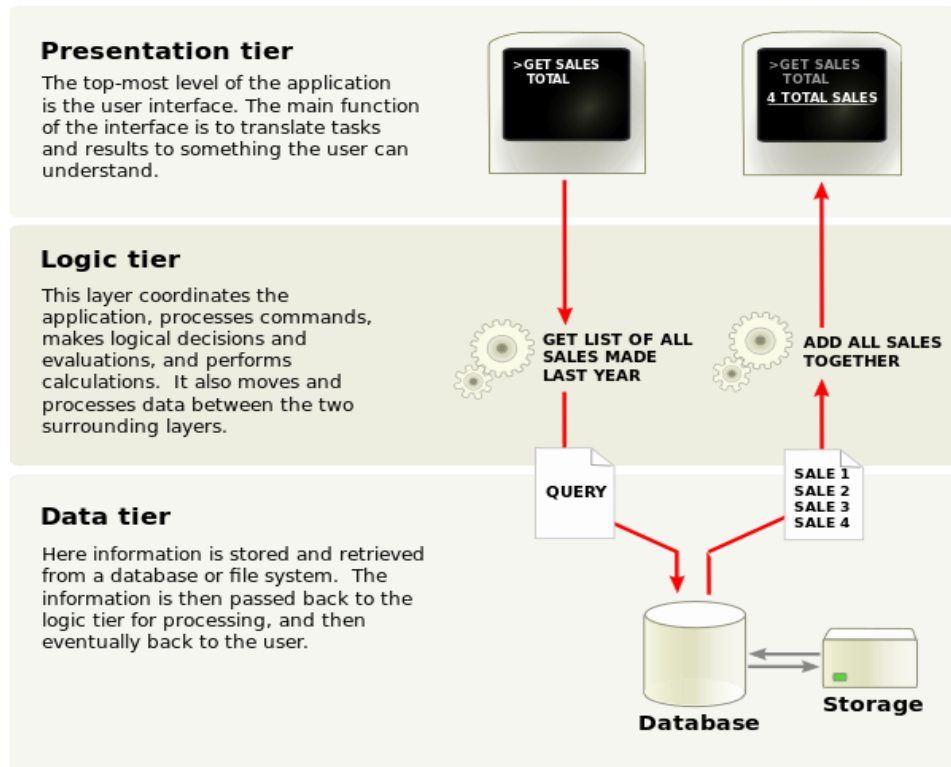 Presentation tier
The top-most level of the application
is the user interface. The main function
of the interface is to translate tasks
and results to something the user can
understand.
>GET SALES
TOTAL
>GET SALES
TOTAL
4 TOTAL SALES
Logic tier
This layer coordinates the
application, processes commands,
makes logical decisions and
evaluations, and performs
calculations.  It also moves and
processes data between the two
surrounding layers.
GET LIST OF ALL
SALES MADE
LAST YEAR
ADD ALL SALES
TOGETHER
Data tier
Here information is stored and retrieved
from a database or file system.  The
information is then passed back to the
logic tier for processing, and then
eventually back to the user.
QUERY
SALE 1
SALE 2
SALE 3
SALE 4
Database
Storage